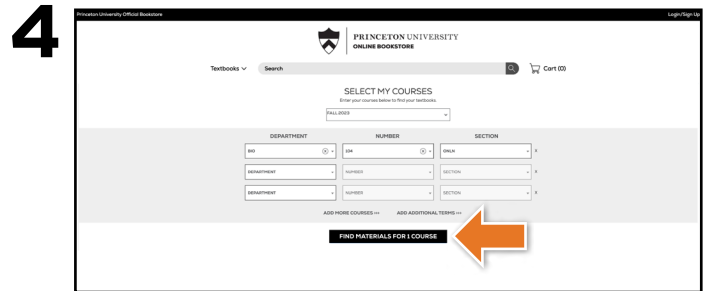 4
Princeton University Official Bookstore Login/Sign Up
PRINCETON UNIVERSITY
ONLINE BOOKSTORE
Textbooks Search Cart (0)
SELECT MY COURSES
Enter your courses below to find your textbooks.
FALL 2023
DEPARTMENT NUMBER SECTION
BIO 104 ONLN
DEPARTMENT NUMBER SECTION
DEPARTMENT NUMBER SECTION
ADD MORE COURSES >>> ADD ADDITIONAL TERMS >>>
FIND MATERIALS FOR 1 COURSE